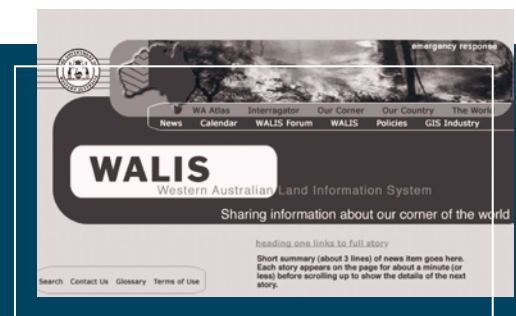 emergency response
WA Atlas Interragator Our Corner Our Country The World
News Calendar WALIS Forum WALIS Policies GIS Industry
WALIS
Western Australian Land Information System
Sharing information about our corner of the world
heading one links to full story
Short summary (about 3 lines) of news item goes here.
Each story appears on the page for about a minute (or
less) before scrolling up to show the details of the next
story.
Search Contact Us Glossary Terms of Use